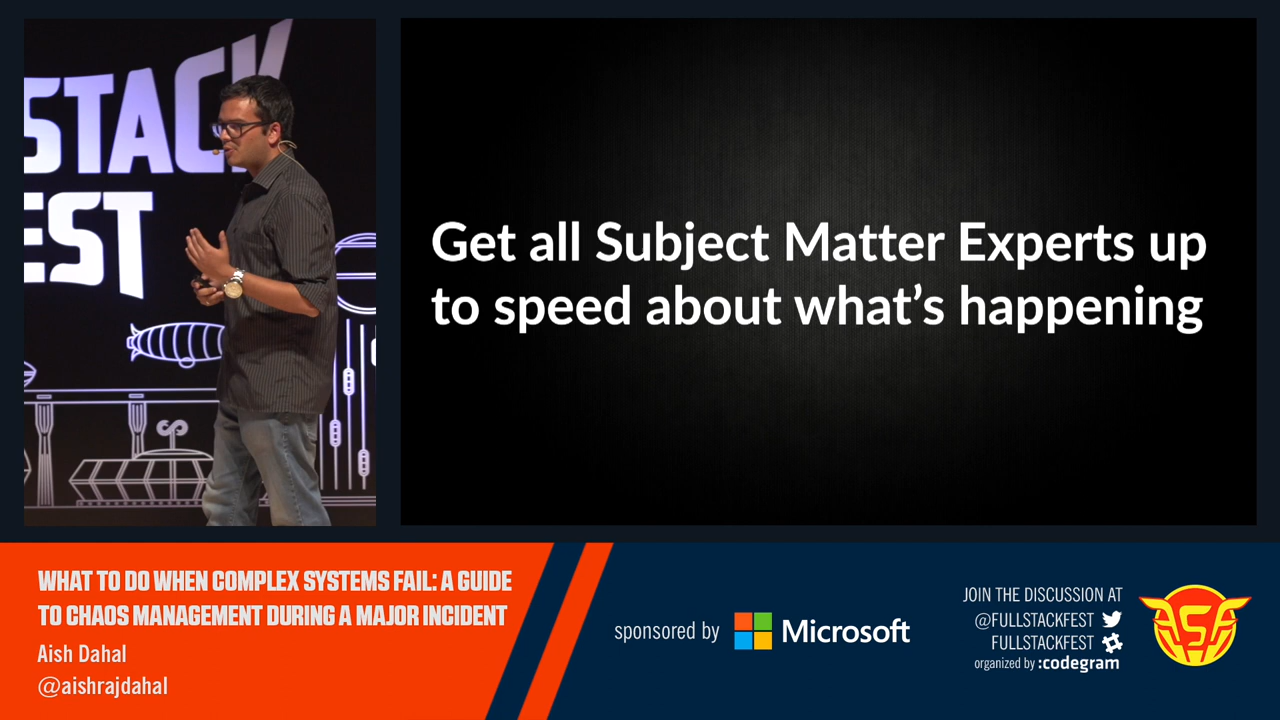 STACK
EST
Get all Subject Matter Experts up
to speed about what's happening
WHAT TO DO WHEN COMPLEX SYSTEMS FAIL: A GUIDE
TO CHAOS MANAGEMENT DURING A MAJOR INCIDENT
Aish Dahal
@aishrajdahal
sponsored by Microsoft
JOIN THE DISCUSSION AT
@FULLSTACKFEST
FULLSTACKFEST
organized by :codegram
FSF